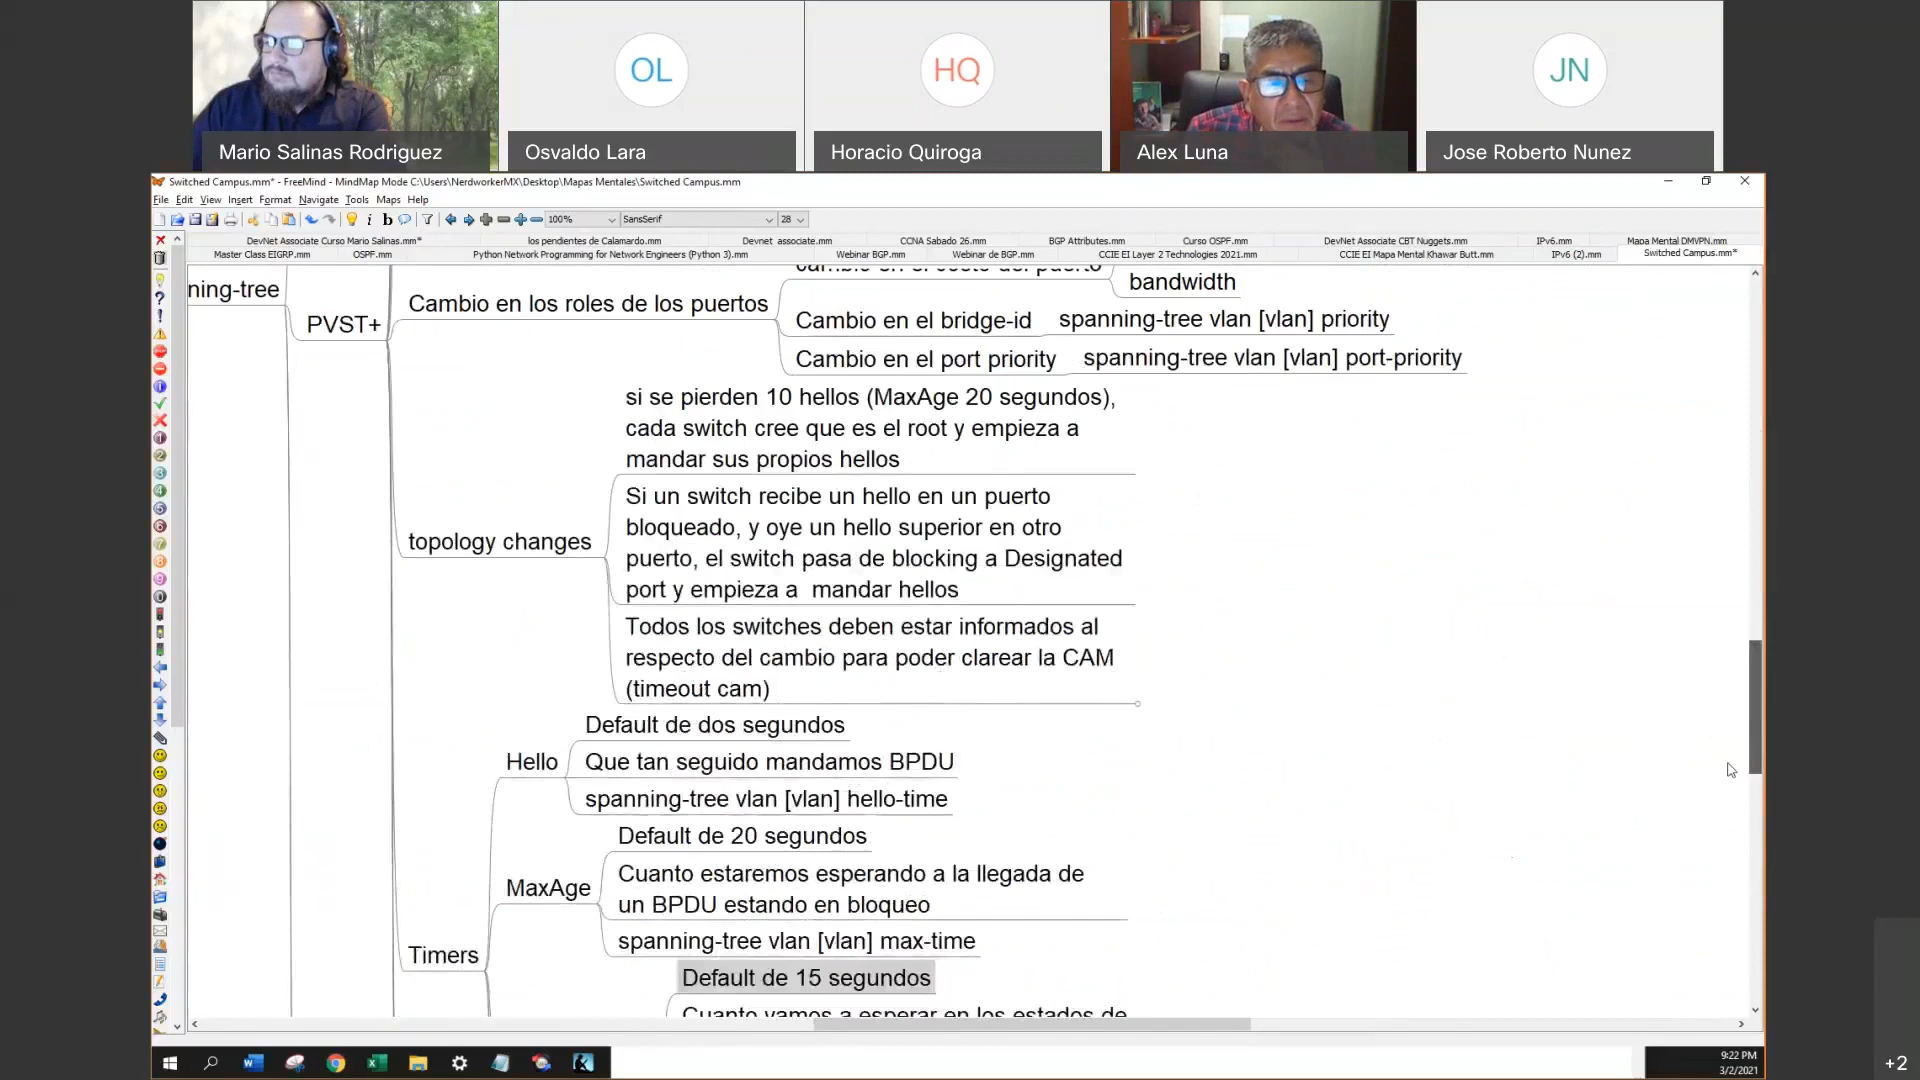 OL
HQ
JN
Mario Salinas Rodriguez
Osvaldo Lara
Horacio Quiroga
Alex Luna
Jose Roberto Nunez
Switched Campus.mm* - FreeMind - MindMap Mode C:\Users\NerdworkerMX\Desktop\Mapas Mentales\Switched Campus.mm)
File Edit View Insert Format Navigate Tools Maps Help
100% SansSerif 28
DevNet Associate Curso Mario Salinas.mm* los pendientes de Calamardo.mm Devnet associate.mm CCNA Sabado 26.mm BGP Attributes.mm Curso OSPF.mm DevNet Associate CBT Nuggets.mm IPv6.mm Mapa Mental DMVPN.mm
Master Class EIGRP.mm OSPF.mm Python Network Programming for Network Engineers (Python 3).mm Webinar BGP.mm Webinar de BGP.mm CCIE EI Layer 2 Technologies 2021.mm CCIE EI Mapa Mental Khawar Butt.mm IPv6 (2).mm Switched Campus.mm*
ning-tree
PVST+
Cambio en los roles de los puertos
cambio en el costo del puerto
bandwidth
Cambio en el bridge-id spanning-tree vlan [vlan] priority
Cambio en el port priority spanning-tree vlan [vlan] port-priority
topology changes
si se pierden 10 hellos (MaxAge 20 segundos),
cada switch cree que es el root y empieza a
mandar sus propios hellos
Si un switch recibe un hello en un puerto
bloqueado, y oye un hello superior en otro
puerto, el switch pasa de blocking a Designated
port y empieza a  mandar hellos
Todos los switches deben estar informados al
respecto del cambio para poder clarear la CAM
(timeout cam)
Timers
Hello
Default de dos segundos
Que tan seguido mandamos BPDU
spanning-tree vlan [vlan] hello-time
MaxAge
Default de 20 segundos
Cuanto estaremos esperando a la llegada de
un BPDU estando en bloqueo
spanning-tree vlan [vlan] max-time
Default de 15 segundos
Cuanto vamos a esperar en los estados de
9:22 PM
3/2/2021
+2